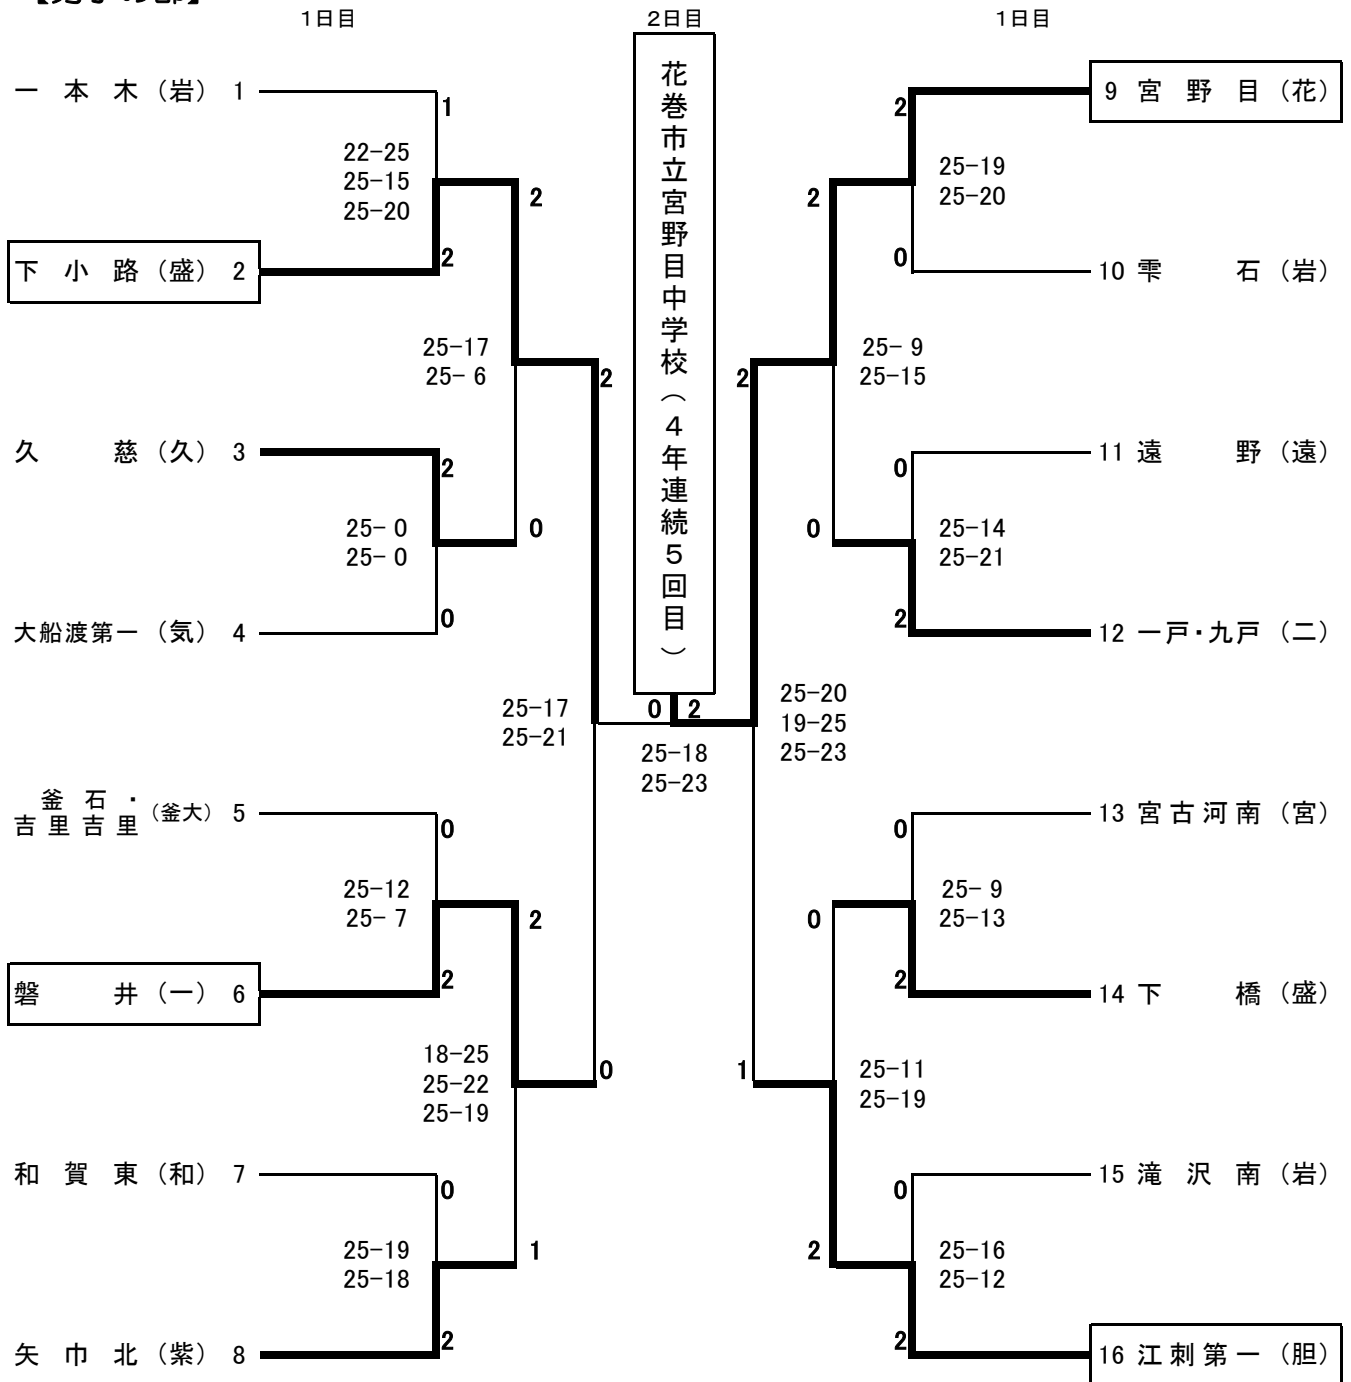 1日目
2日目
1日目
花巻市立宮野目中学校（４年連続５回目）
一本木（岩） 1
1
22-25
25-15
25-20
2
下小路（盛） 2
2
25-17
25- 6
2
久慈（久） 3
2
25- 0
25- 0
0
大船渡第一（気） 4
0
25-17
25-21
釜石・
吉里吉里（釜大） 5
0
25-12
25- 7
2
磐井（一） 6
2
18-25
25-22
25-19
0
和賀東（和） 7
0
25-19
25-18
1
矢巾北（紫） 8
2
0 2
25-18
25-23
9 宮野目（花）
2
25-19
25-20
2
10 雫石（岩）
0
25- 9
25-15
2
11 遠野（遠）
0
25-14
25-21
0
12 一戸・九戸（二）
2
25-20
19-25
25-23
13 宮古河南（宮）
0
25- 9
25-13
0
14 下橋（盛）
2
25-11
25-19
1
15 滝沢南（岩）
0
25-16
25-12
2
16 江刺第一（胆）
2